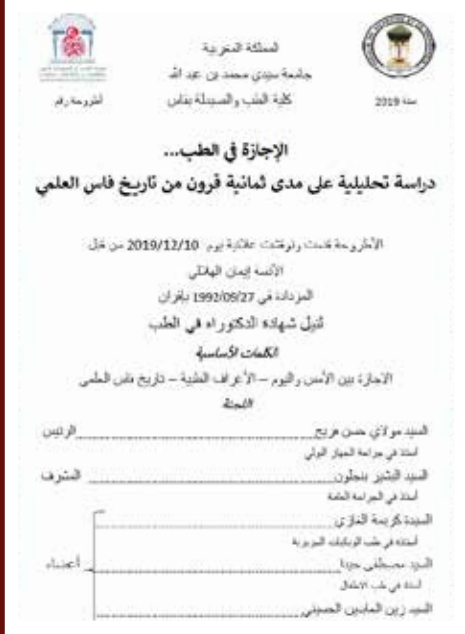 المملكة المغربية
جامعة سيدي محمد بن عبد الله
كلية الطب والصيدلة بفاس
سنة 2019
أطروحة رقم
الإجازة في الطب...
دراسة تحليلية على مدى ثمانية قرون من تاريخ فاس العلمي
الأطروحة قدمت ونوقشت علانية يوم 2019/12/10 من قبل
الآنسة إيمان الهلالي
المزدادة في 1992/09/27 بإفران
لنيل شهادة الدكتوراه في الطب
الكلمات الأساسية
الاجازة بين الأمس واليوم – الأعراف الطبية – تاريخ فاس العلمي
اللجنة
السيد مولاي حسن فريح الرئيس
أستاذ في جراحة الجهاز البولي
السيد البشير بنجلون المشرف
أستاذ في الجراحة العامة
السيدة كريمة الغازي
أستاذة في طب الوبائيات السريرية
السيد مصطفى حيدا
أعضاء
أستاذ في طب الاطفال
السيد زين العابدين الحسيني